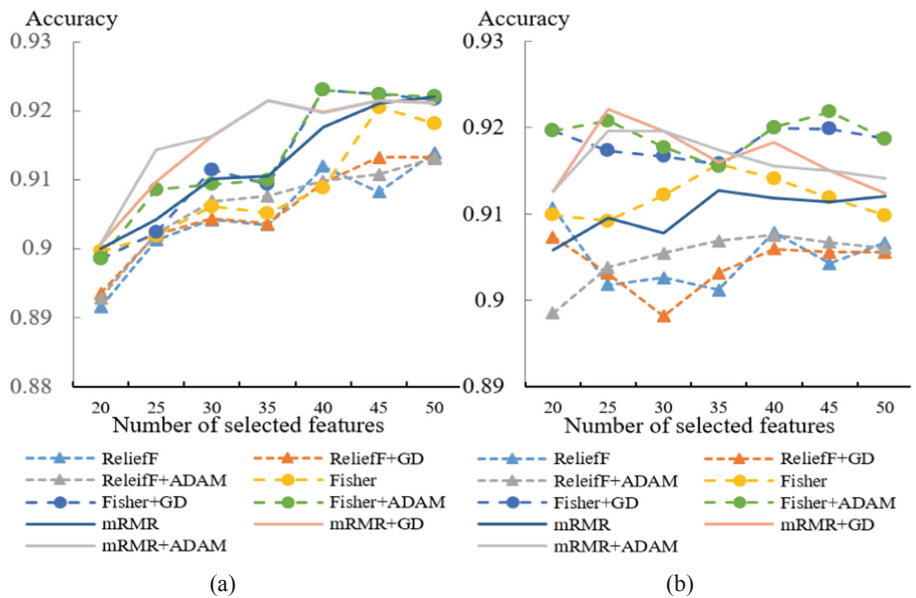 Accuracy
0.93
0.92
0.91
0.9
0.89
0.88
20 25 30 35 40 45 50
Number of selected features
ReliefF ReliefF+GD
ReleifF+ADAM Fisher
Fisher+GD Fisher+ADAM
mRMR mRMR+GD
mRMR+ADAM
(a)
Accuracy
0.93
0.92
0.91
0.9
0.89
20 25 30 35 40 45 50
Number of selected features
ReliefF ReliefF+GD
ReleifF+ADAM Fisher
Fisher+GD Fisher+ADAM
mRMR mRMR+GD
mRMR+ADAM
(b)